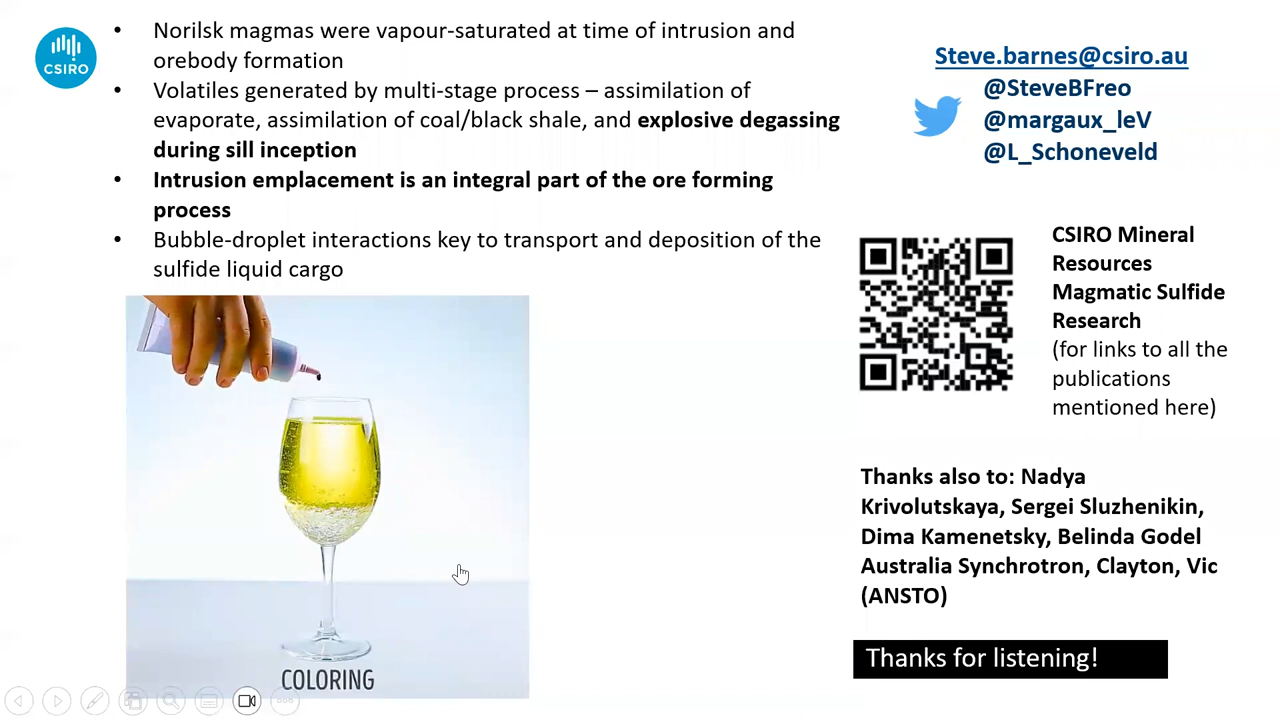 CSIRO
• Norilsk magmas were vapour-saturated at time of intrusion and
orebody formation
• Volatiles generated by multi-stage process – assimilation of
evaporate, assimilation of coal/black shale, and explosive degassing
during sill inception
• Intrusion emplacement is an integral part of the ore forming
process
• Bubble-droplet interactions key to transport and deposition of the
sulfide liquid cargo
COLORING
Steve.barnes@csiro.au
@SteveBFreo
@margaux_leV
@L_Schoneveld
CSIRO Mineral
Resources
Magmatic Sulfide
Research
(for links to all the
publications
mentioned here)
Thanks also to: Nadya
Krivolutskaya, Sergei Sluzhenikin,
Dima Kamenetsky, Belinda Godel
Australia Synchrotron, Clayton, Vic
(ANSTO)
Thanks for listening!